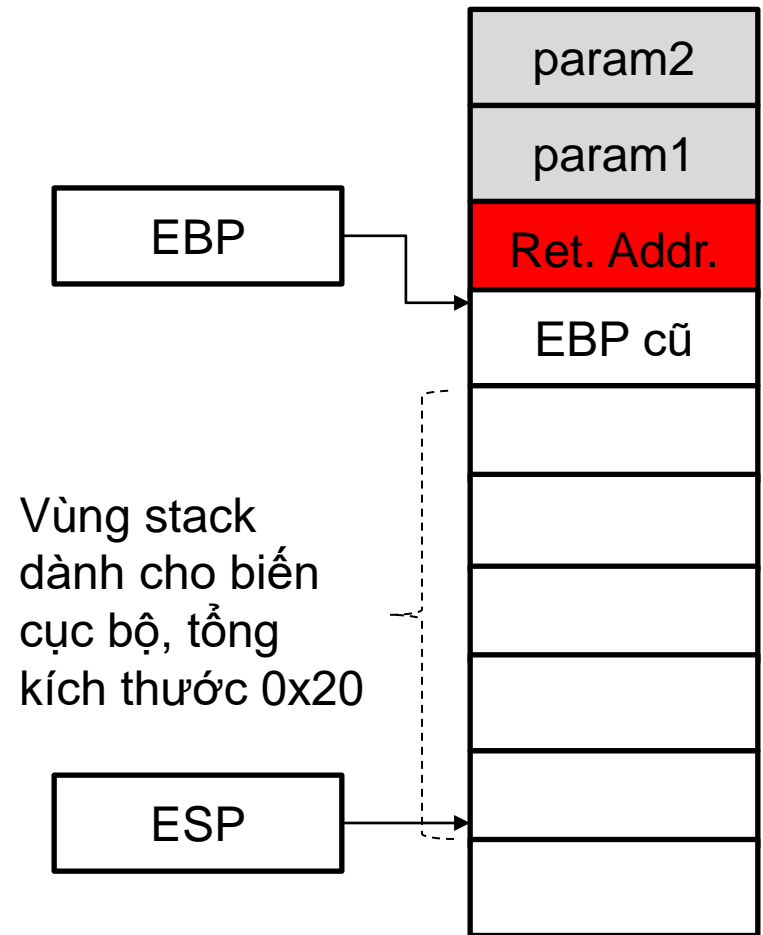 param2
param1
EBP
Ret. Addr.
EBP cũ
Vùng stack
dành cho biến
cục bộ, tổng
kích thước 0x20
ESP